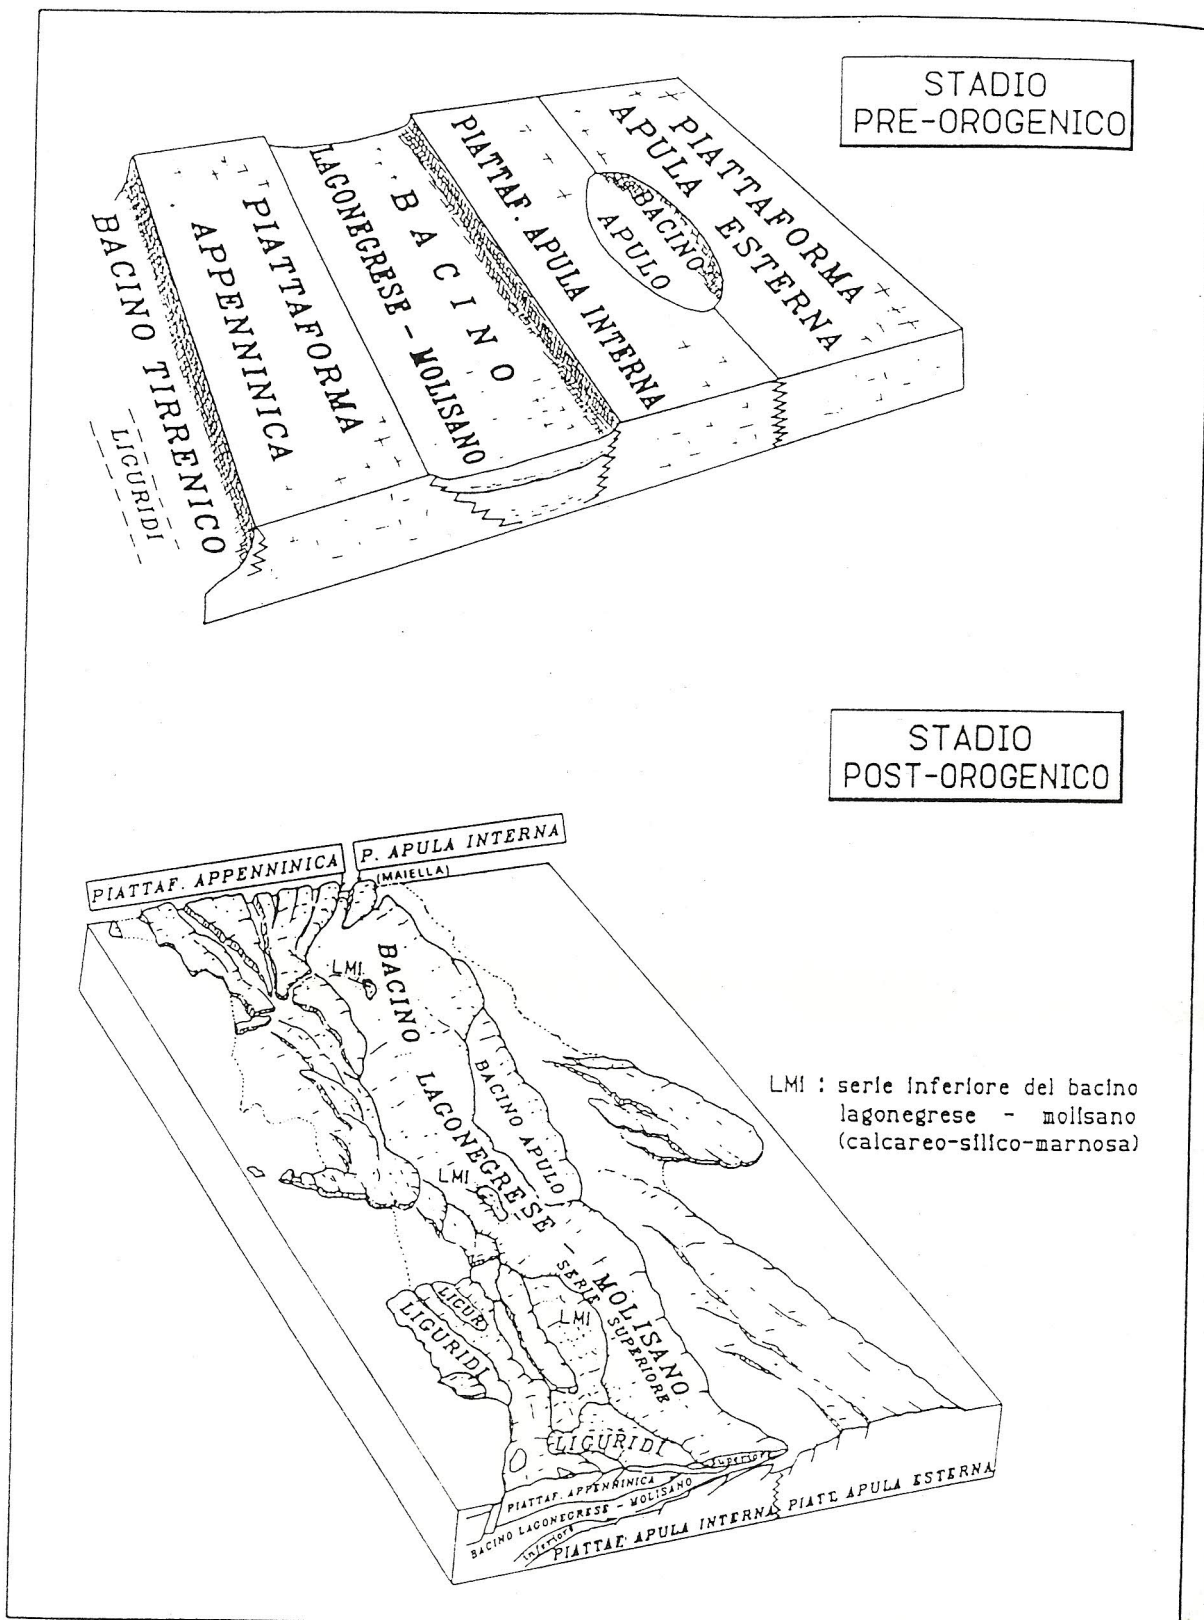 STADIO
PRE-OROGENICO
PIATTAFORMA
APULA ESTERNA
BACINO
APULO
PIATTAF. APULA INTERNA
BACINO
LAGONEGRESE - MOLISANO
PIATTAFORMA
APPENNINICA
BACINO TIRRENICO
LIGURIDI
STADIO
POST-OROGENICO
PIATTAF. APPENNINICA
P. APULA INTERNA
(MAIELLA)
LMI
BACINO
LAGONEGRESE
BACINO APULO
LMI
- MOLISANO
SERIE SUPERIORE
LMI
LIGUR
LIGURIDI
LIGURIDI
LMI : serie inferiore del bacino
lagonegrese - molisano
(calcareo-silico-marnosa)
superiore
PIATTAF. APPENNINICA
BACINO LAGONEGRESE - MOLISANO
inferiore
PIATTAF. APULA INTERNA
PIATT. APULA ESTERNA